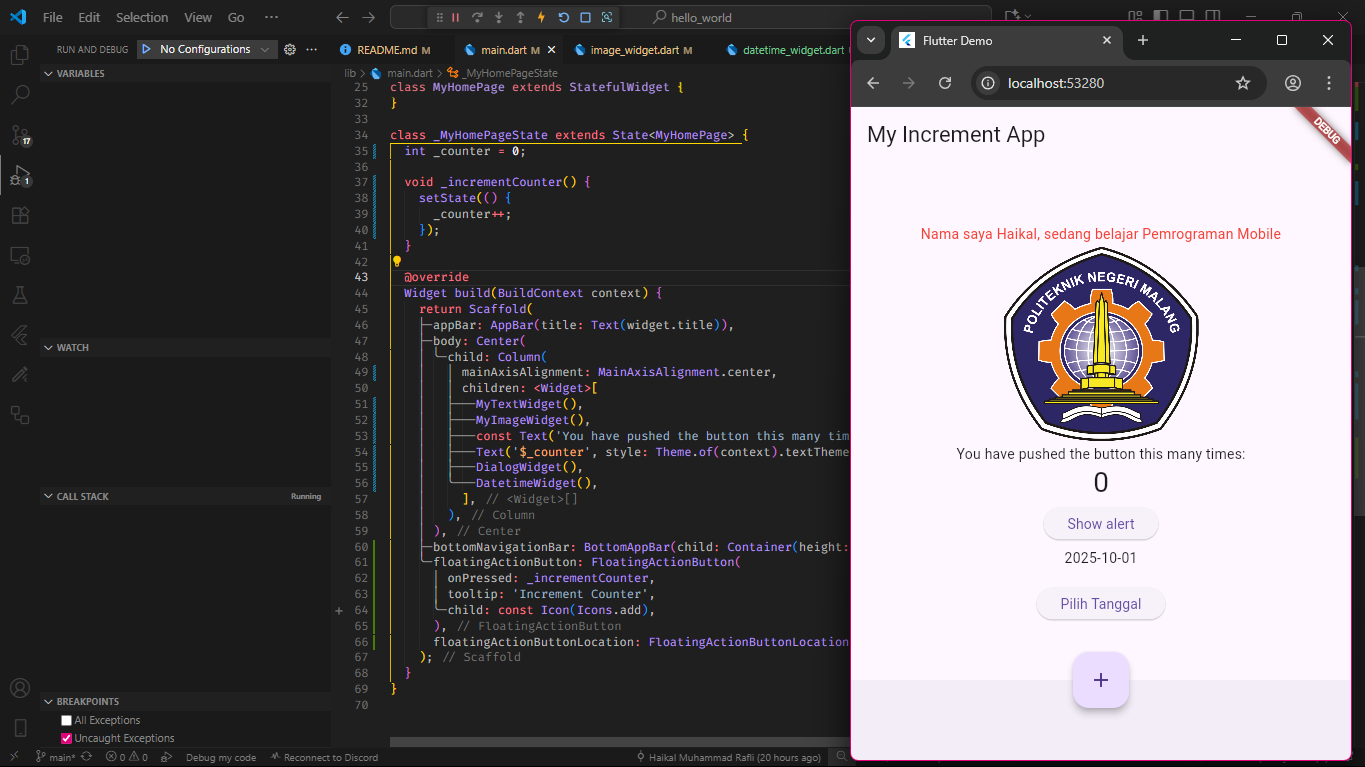 File Edit Selection View Go ···
hello_world
RUN AND DEBUG No Configurations
README.md M
main.dart M
image_widget.dart M
datetime_widget.dart
VARIABLES
WATCH
CALL STACK Running
BREAKPOINTS
All Exceptions
Uncaught Exceptions
17
1
lib > main.dart > _MyHomePageState
25 class MyHomePage extends StatefulWidget {
32 }
33
34 class _MyHomePageState extends State<MyHomePage> {
35 int _counter = 0;
36
37 void _incrementCounter() {
38 setState(() {
39 _counter++;
40 });
41 }
42
43 @override
44 Widget build(BuildContext context) {
45 return Scaffold(
46 appBar: AppBar(title: Text(widget.title)),
47 body: Center(
48 child: Column(
49 mainAxisAlignment: MainAxisAlignment.center,
50 children: <Widget>[
51 MyTextWidget(),
52 MyImageWidget(),
53 const Text('You have pushed the button this many tim
54 Text('$_counter', style: Theme.of(context).textTheme
55 DialogWidget(),
56 DatetimeWidget(),
57 ], // <Widget>[]
58 ), // Column
59 ), // Center
60 bottomNavigationBar: BottomAppBar(child: Container(height:
61 floatingActionButton: FloatingActionButton(
62 onPressed: _incrementCounter,
63 tooltip: 'Increment Counter',
64 child: const Icon(Icons.add),
65 ), // FloatingActionButton
66 floatingActionButtonLocation: FloatingActionButtonLocation
67 ); // Scaffold
68 }
69 }
70
main* 0 0 Debug my code Reconnect to Discord Haikal Muhammad Rafli (20 hours ago)
Flutter Demo
localhost:53280
My Increment App
DEBUG
Nama saya Haikal, sedang belajar Pemrograman Mobile
POLITEKNIK NEGERI MALANG
You have pushed the button this many times:
0
Show alert
2025-10-01
Pilih Tanggal
+